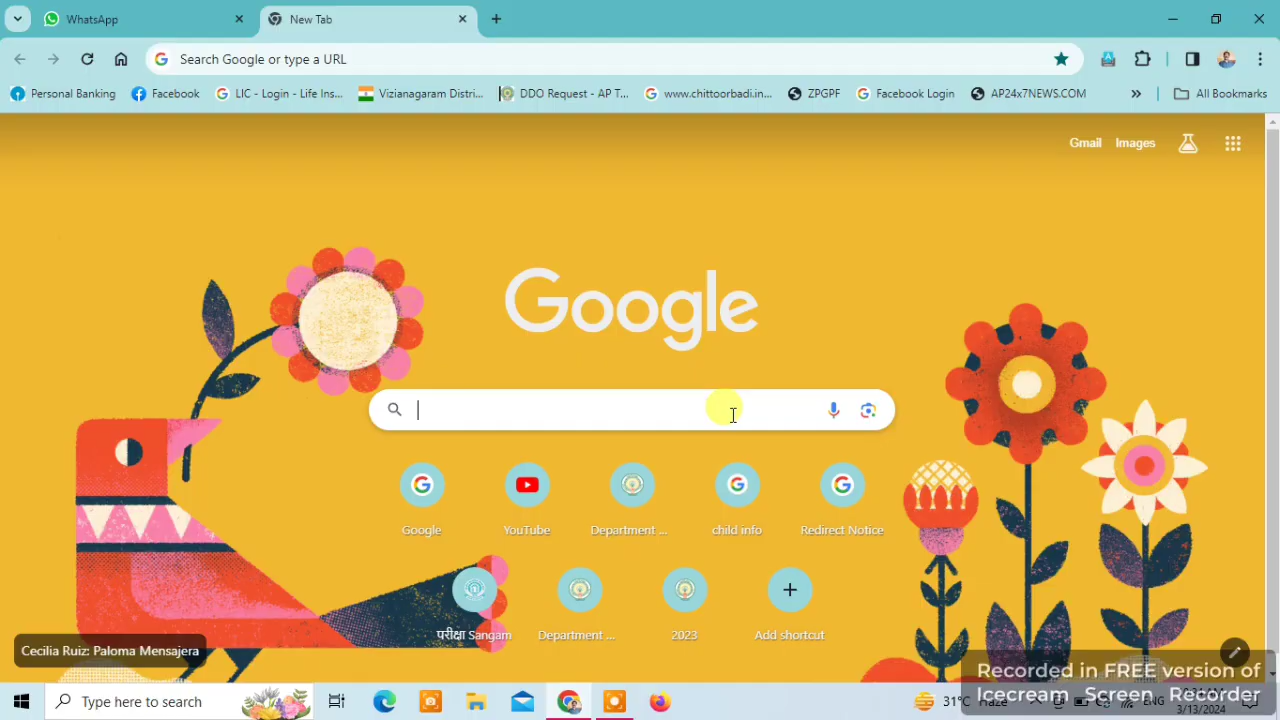 WhatsApp
New Tab
Search Google or type a URL
Personal Banking
Facebook
LIC - Login - Life Ins...
Vizianagaram Distri...
DDO Request - AP T...
www.chittoorbadi.in...
ZPGPF
Facebook Login
AP24x7NEWS.COM
All Bookmarks
Gmail
Images
Google
Google
YouTube
Department ...
child info
Redirect Notice
परीक्षा Sangam
Department ...
2023
Add shortcut
Cecilia Ruiz: Paloma Mensajera
Recorded in FREE version of
Icecream Screen Recorder
Type here to search
31°C Haze
ENG
3/13/2024